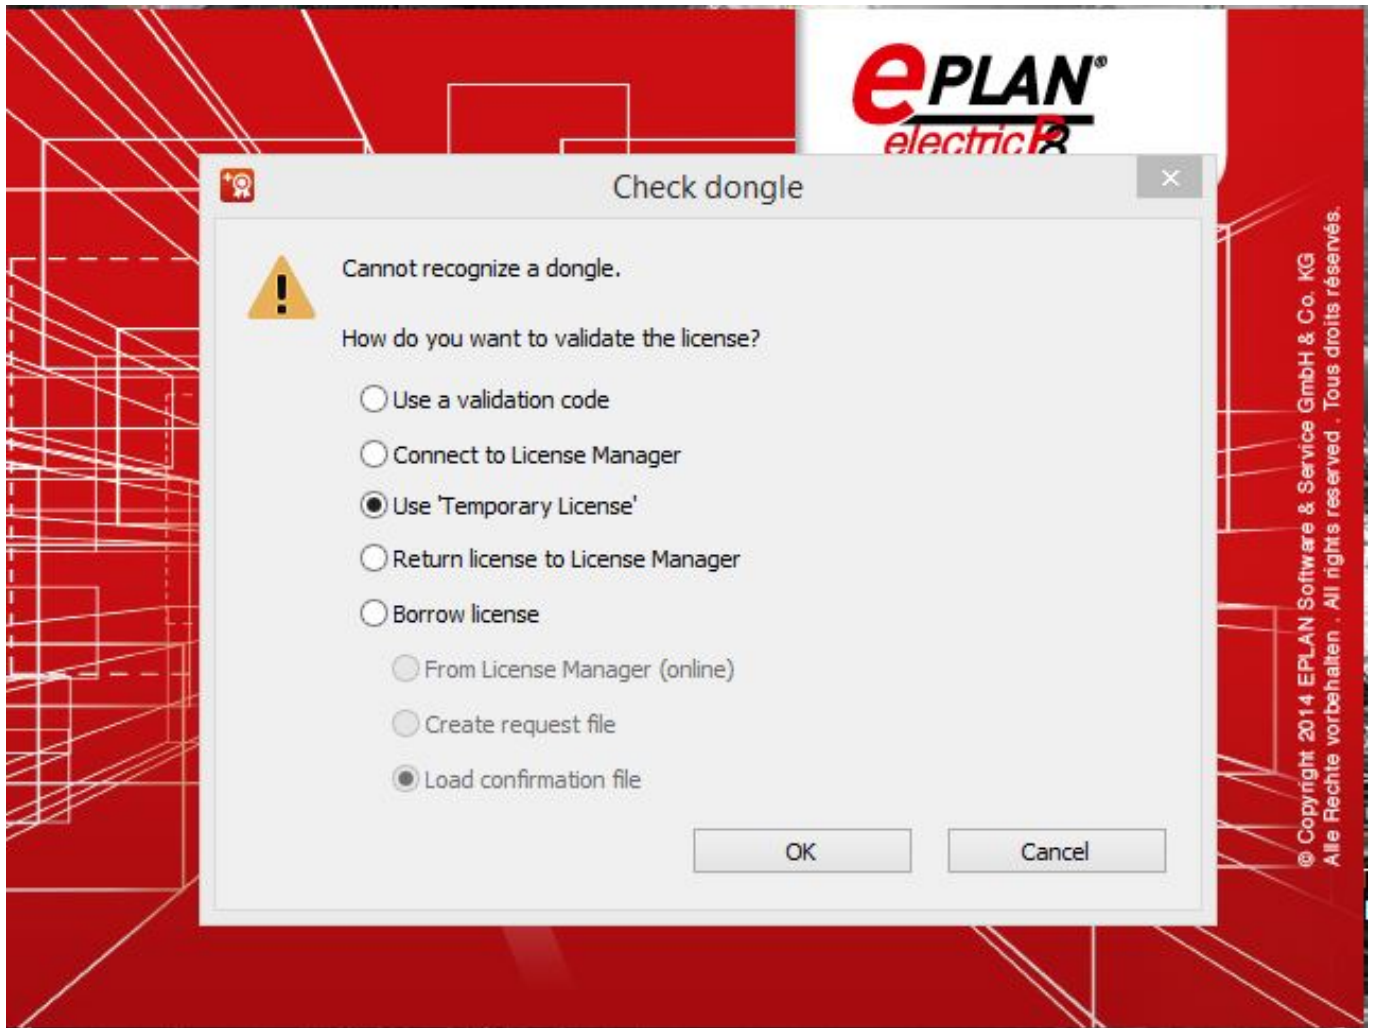 ePLAN®
electric P8
Check dongle
Cannot recognize a dongle.
How do you want to validate the license?
Use a validation code
Connect to License Manager
Use 'Temporary License'
Return license to License Manager
Borrow license
From License Manager (online)
Create request file
Load confirmation file
OK
Cancel
© Copyright 2014 EPLAN Software & Service GmbH & Co. KG
Alle Rechte vorbehalten . All rights reserved . Tous droits réservés.